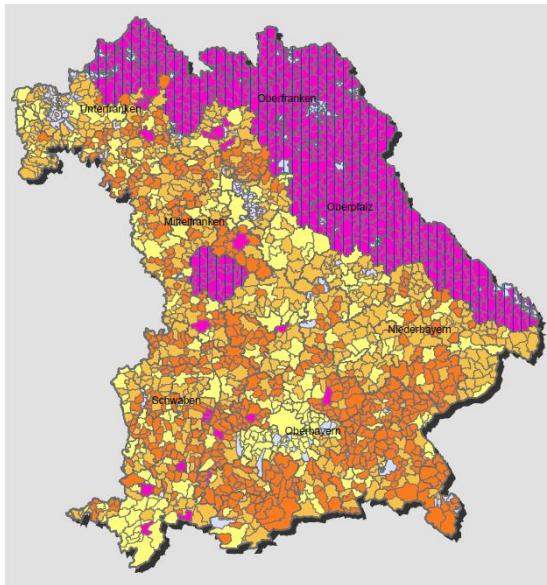 Unterfranken
Oberfranken
Oberpfalz
Mittelfranken
Niederbayern
Schwaben
Oberbayern